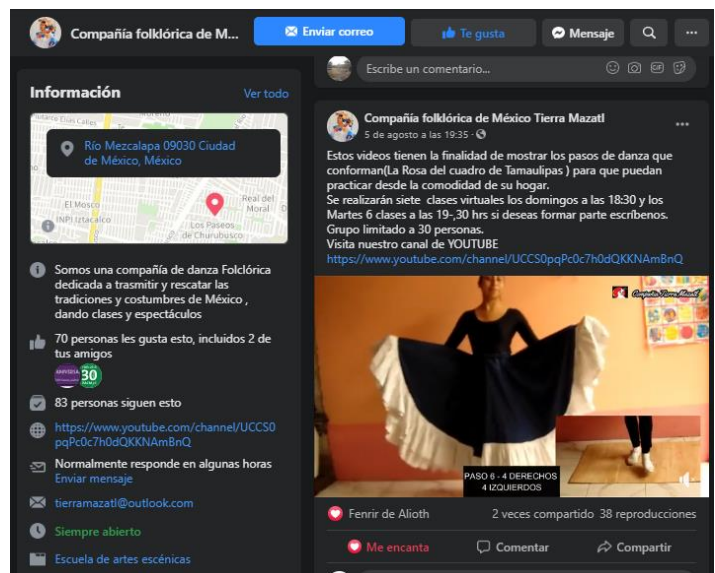 Compañía folklórica de M...
Enviar correo
Te gusta
Mensaje
Información
Ver todo
Río Mezcalapa 09030 Ciudad
de México, México
El Mosco
INPI Iztacalco
Real del
Moral
Los Paseos
de Churubusco
Somos una compañía de danza Folclórica
dedicada a trasmitir y rescatar las
tradiciones y costumbres de México ,
dando clases y espectáculos
70 personas les gusta esto, incluidos 2 de
tus amigos
30
83 personas siguen esto
https://www.youtube.com/channel/UCCS0
pqPc0c7h0dQKKNAmBnQ
Normalmente responde en algunas horas
Enviar mensaje
tierramazatl@outlook.com
Siempre abierto
Escuela de artes escénicas
Escribe un comentario...
GIF
Compañía folklórica de México Tierra Mazatl
5 de agosto a las 19:35 ·
Estos videos tienen la finalidad de mostrar los pasos de danza que
conforman(La Rosa del cuadro de Tamaulipas ) para que puedan
practicar desde la comodidad de su hogar.
Se realizarán siete clases virtuales los domingos a las 18:30 y los
Martes 6 clases a las 19-,30 hrs si deseas formar parte escríbenos.
Grupo limitado a 30 personas.
Visita nuestro canal de YOUTUBE
https://www.youtube.com/channel/UCCS0pqPc0c7h0dQKKNAmBnQ
Compañía Tierra Mazatl
PASO 6 - 4 DERECHOS
4 IZQUIERDOS
Fenrir de Alioth
2 veces compartido 38 reproducciones
Me encanta
Comentar
Compartir